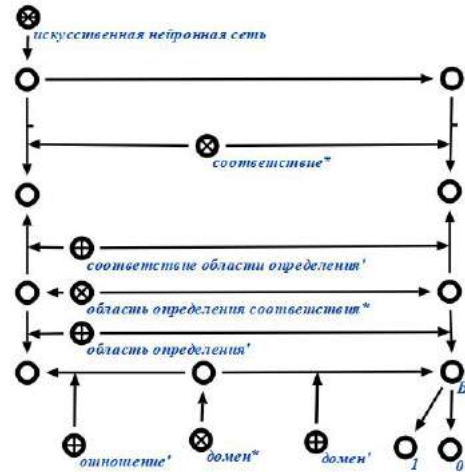 искусственная нейронная сеть
соответствие*
соответствие области определения'
область определения соответствия*
область определения'
B
отношение'
домен*
домен'
1
0